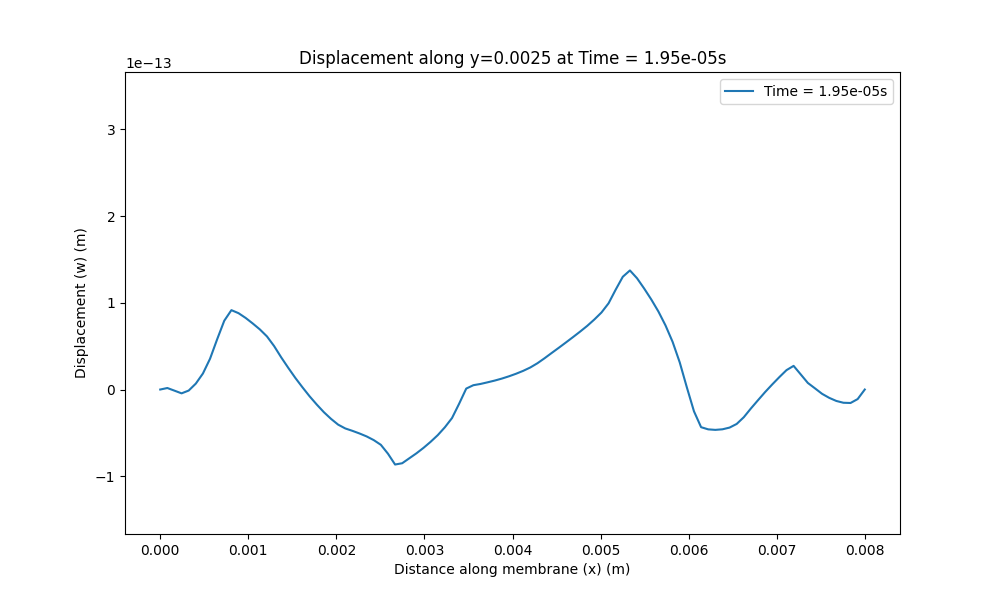 Displacement along y=0.0025 at Time = 1.95e-05s
1e−13
Time = 1.95e-05s
3
2
1
0
−1
Displacement (w) (m)
0.000 0.001 0.002 0.003 0.004 0.005 0.006 0.007 0.008
Distance along membrane (x) (m)